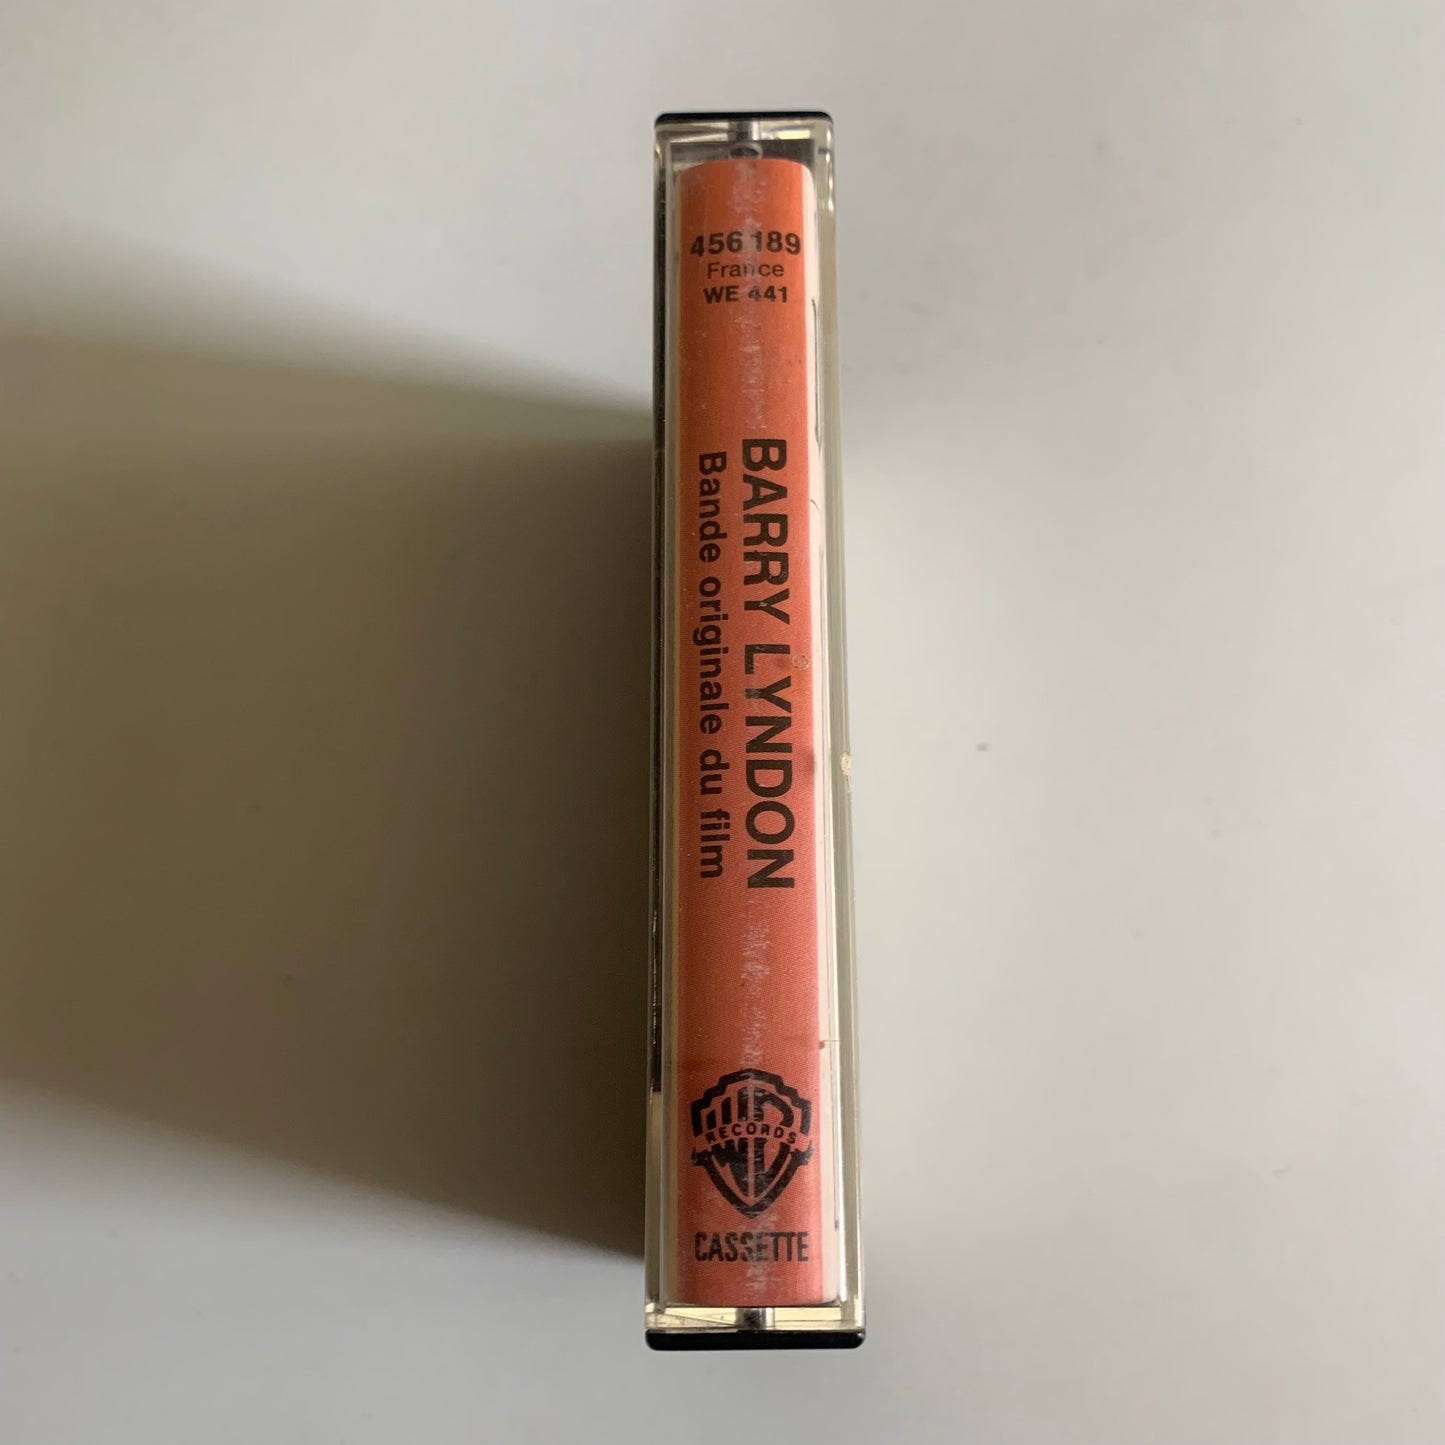 456 189
France
WE 441
BARRY LYNDON
Bande originale du film
RECORDS
CASSETTE